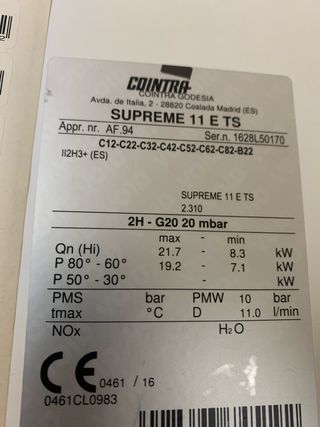 COINTRA
COINTRA GODESIA
Avda. de Italia, 2 - 28820 Coslada Madrid (ES)
SUPREME 11 E TS
Appr. nr. AF.94 Ser.n. 1628L50170
C12-C22-C32-C42-C52-C62-C82-B22
II2H3+ (ES)
SUPREME 11 E TS
2.310
2H - G20 20 mbar
max - min
Qn (Hi) 21.7 - 8.3 kW
P 80° - 60° 19.2 - 7.1 kW
P 50° - 30° - kW
PMS bar PMW 10 bar
tmax °C D 11.0 l/min
NOx H2O
CE 0461 / 16
0461CL0983